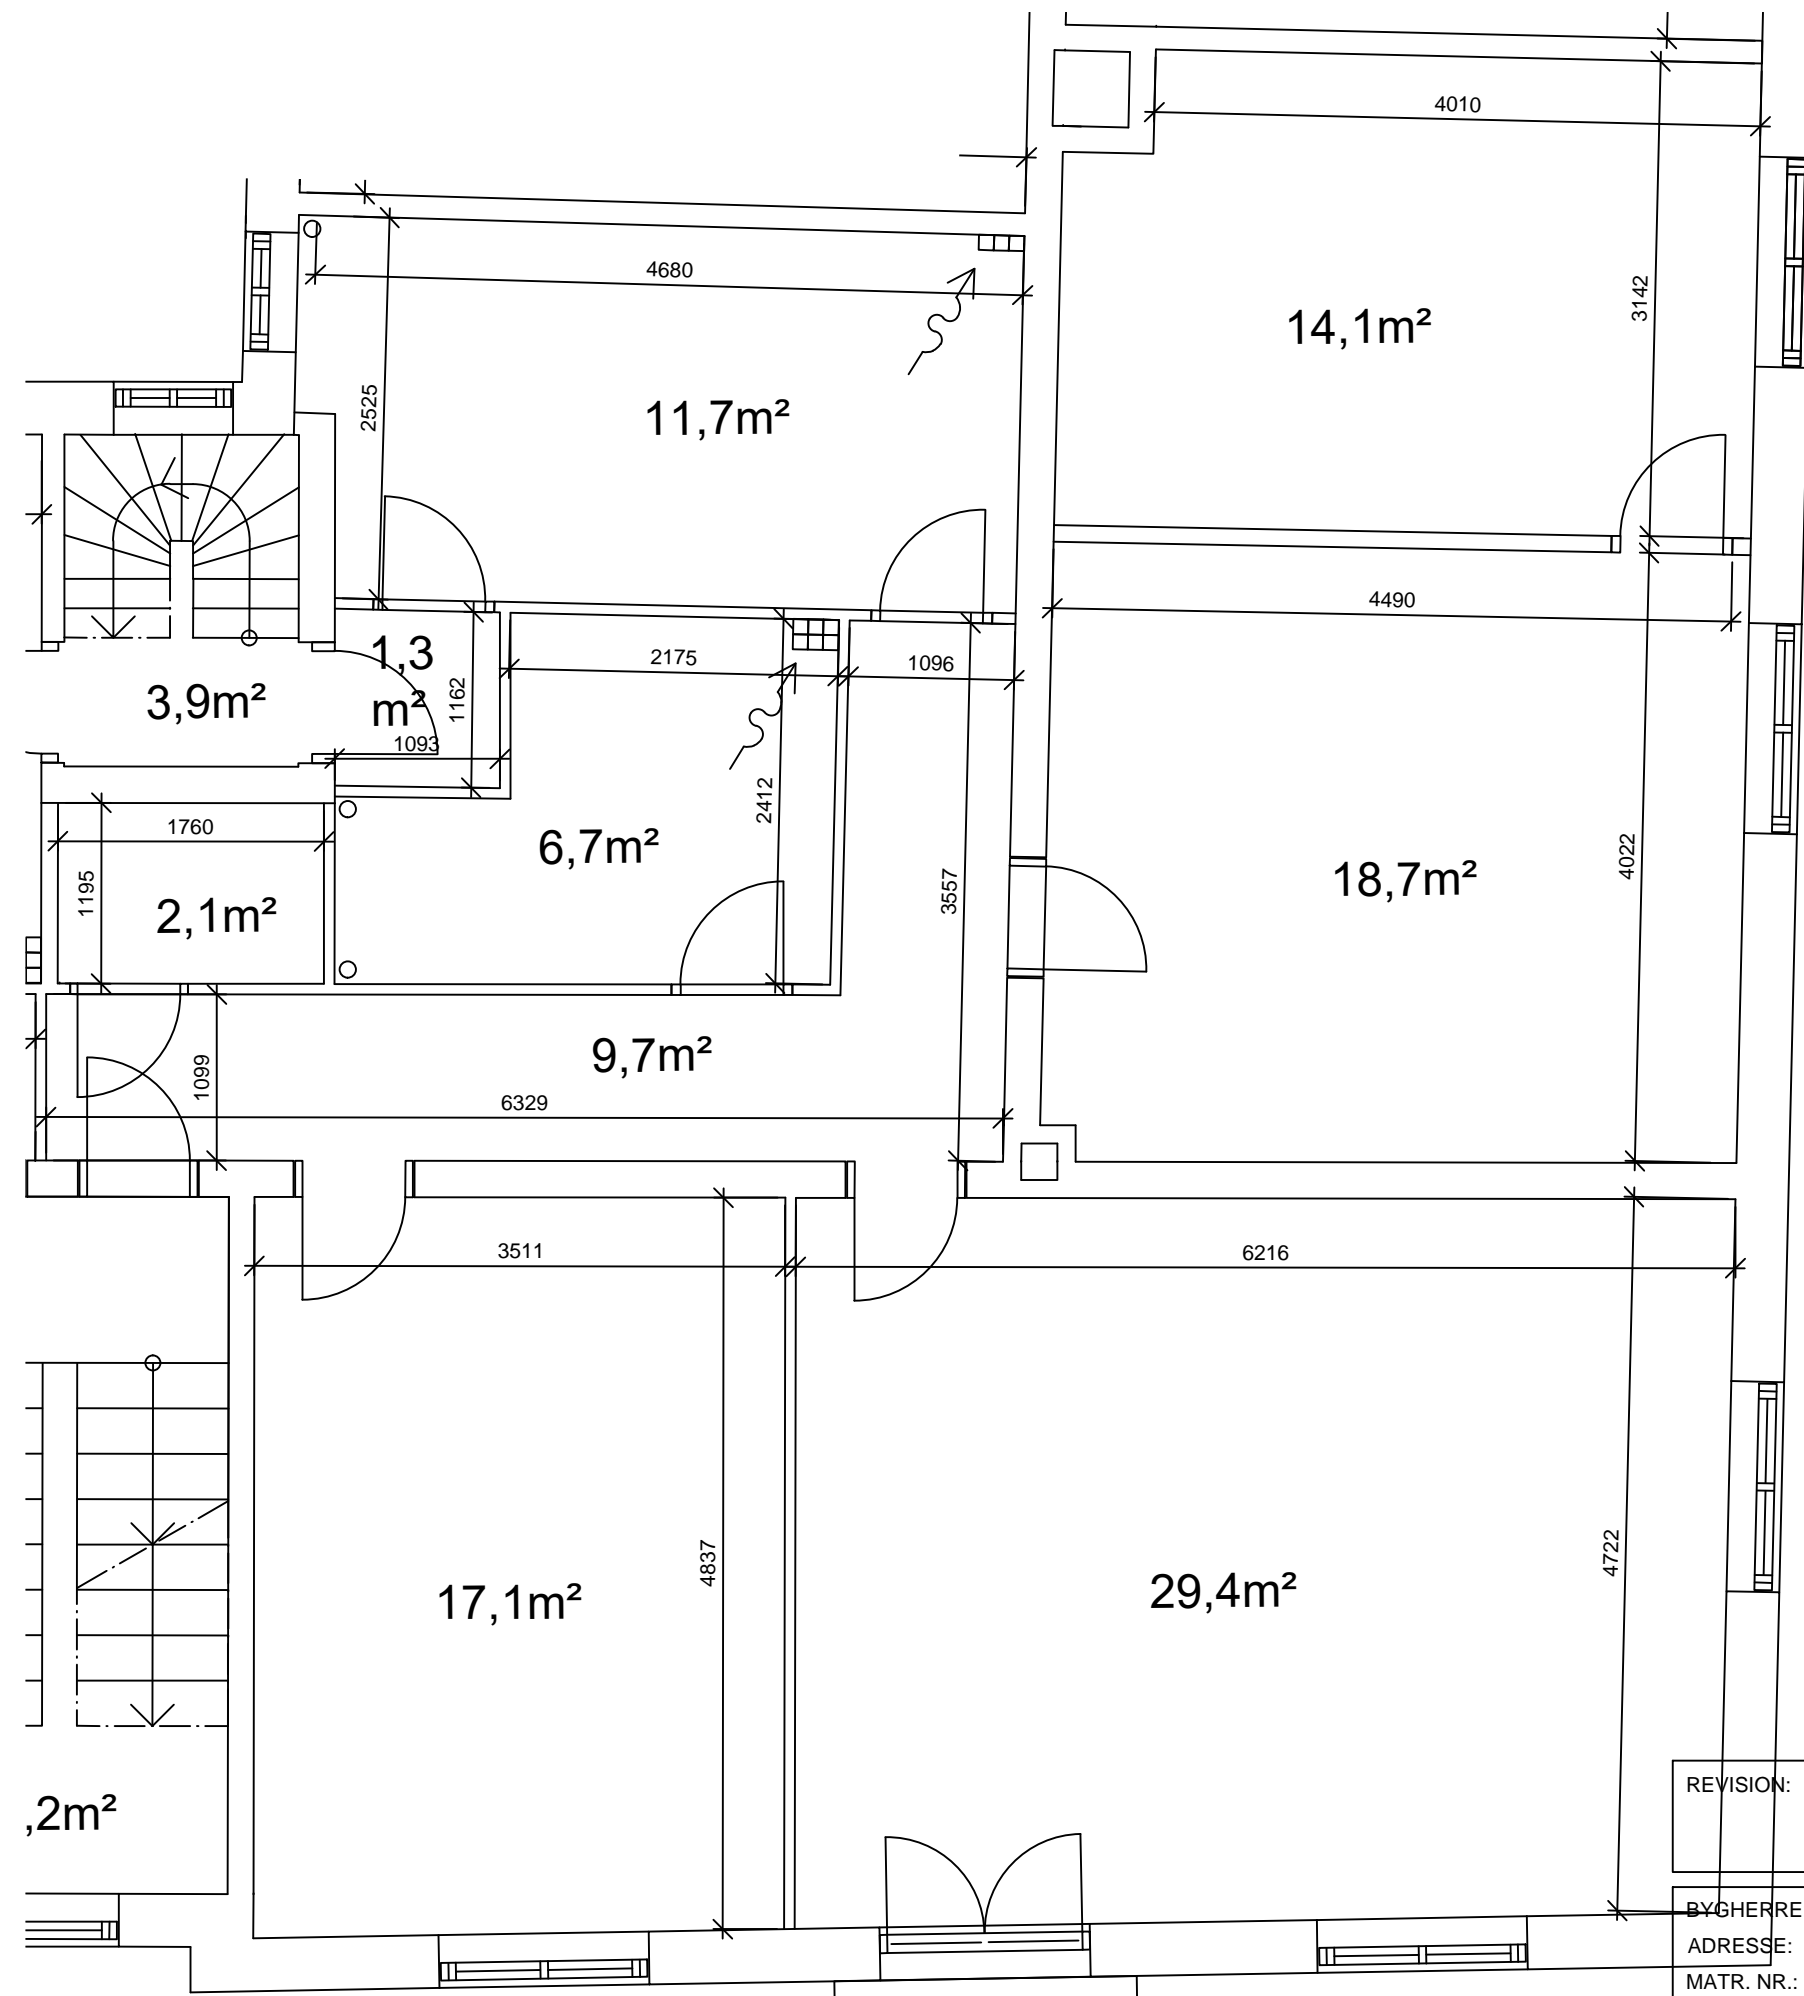 4010
4680
3142
14,1m²
2525
11,7m²
4490
1,3
m²
2175
1096
1162
3,9m²
1093
2412
1760
6,7m²
4022
3557
18,7m²
1195
2,1m²
9,7m²
1099
6329
3511
6216
4837
4722
17,1m²
29,4m²
,2m²
REVISION:
BYGHERRE
ADRESSE:
MATR. NR.: